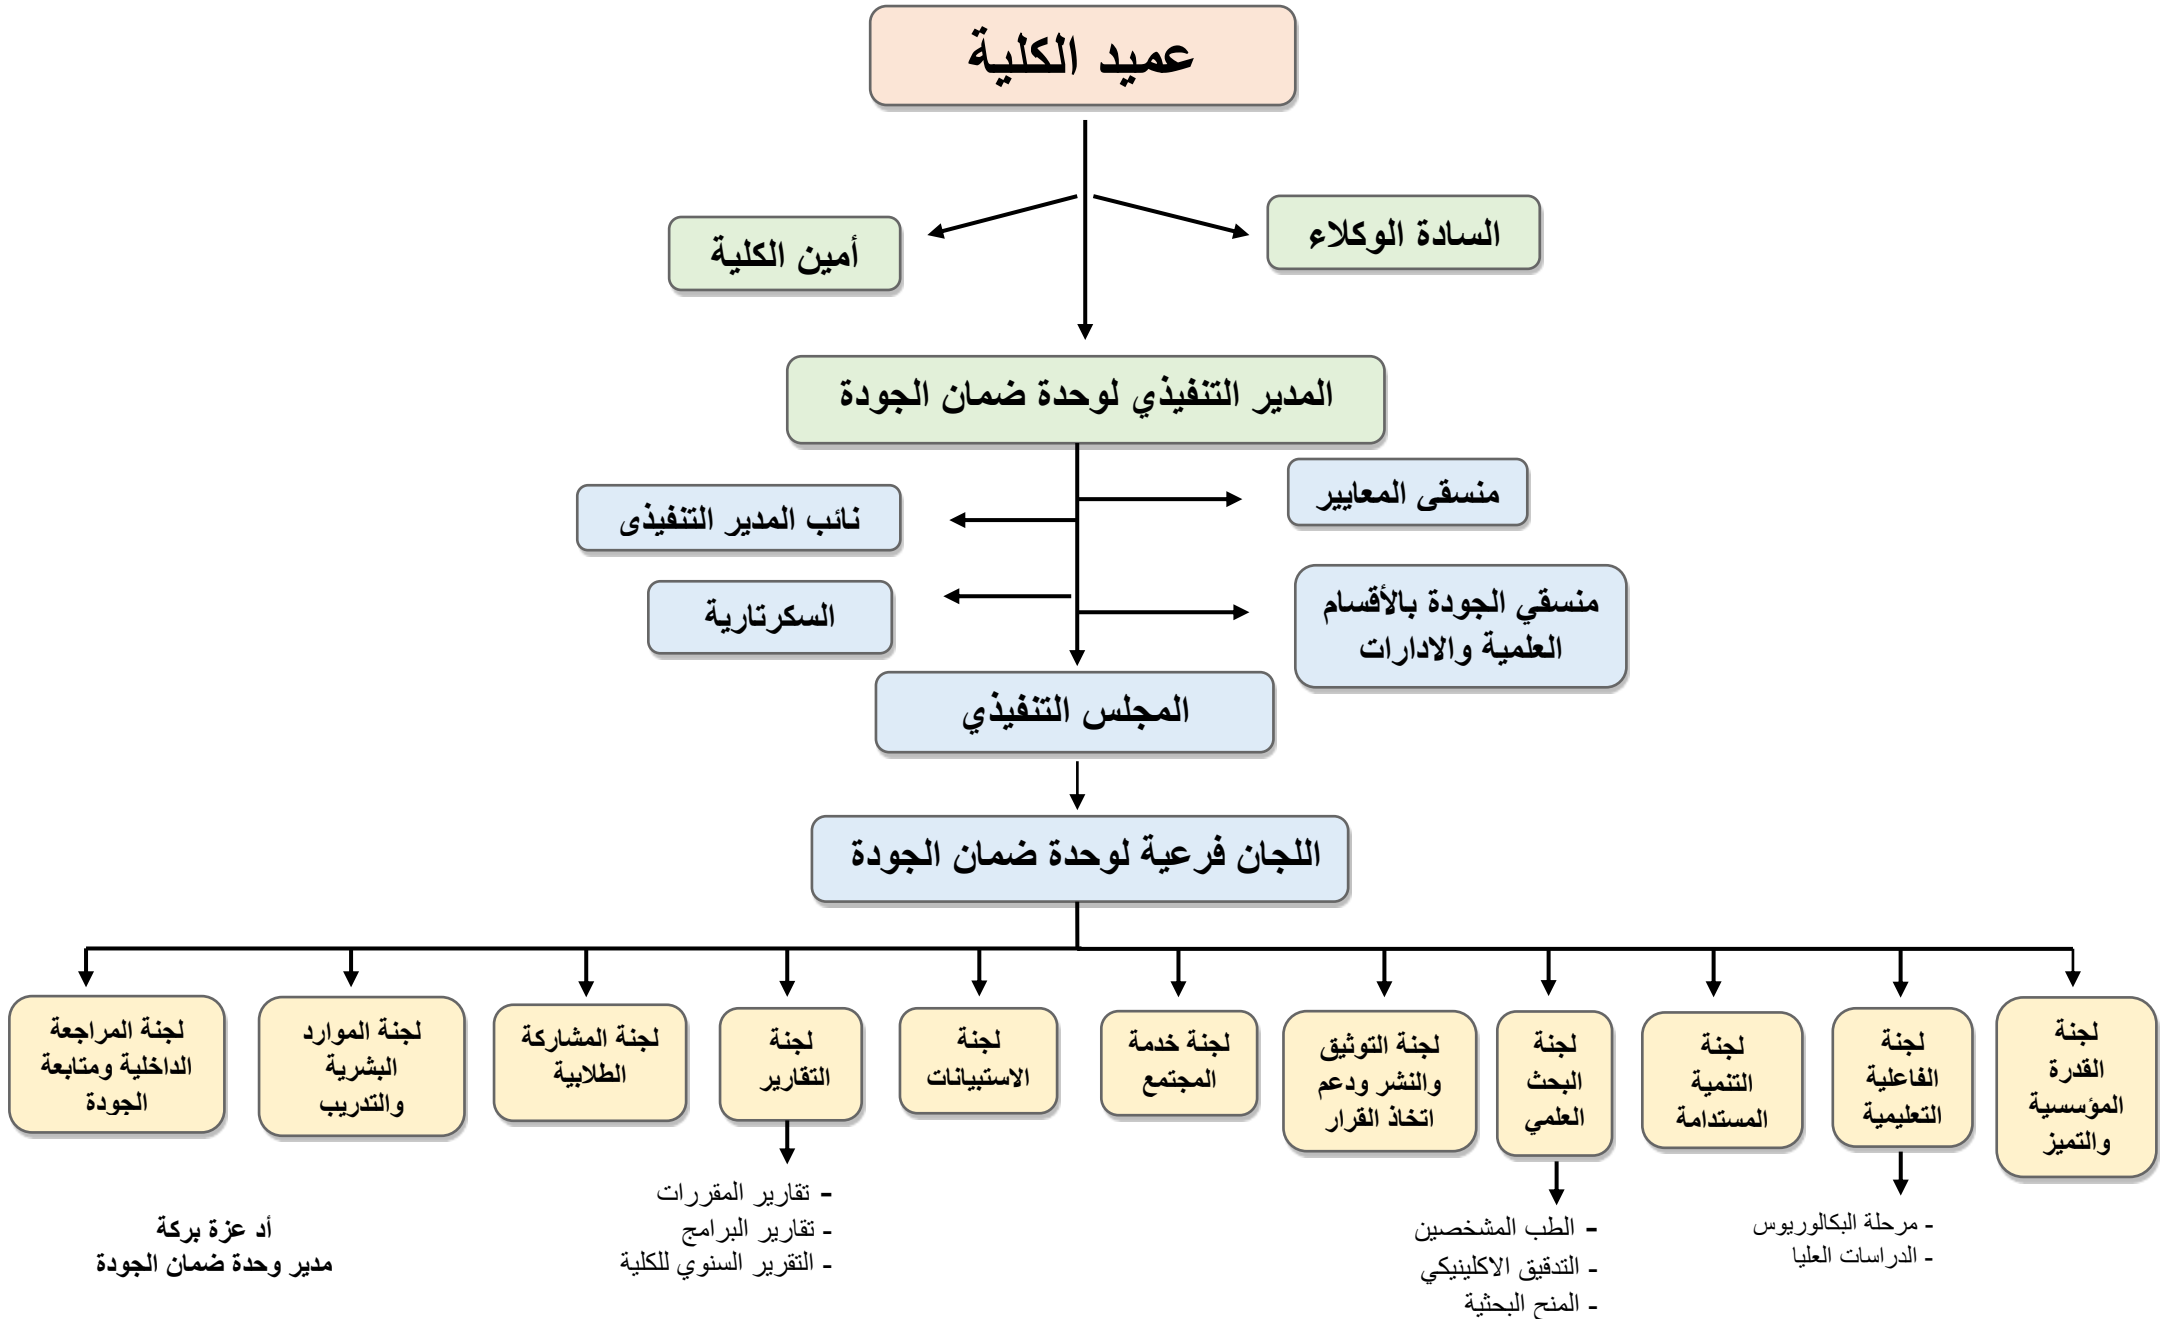 عميد الكلية
السادة الوكلاء
أمين الكلية
المدير التنفيذي لوحدة ضمان الجودة
منسقى المعايير
نائب المدير التنفيذى
منسقي الجودة بالأقسام
العلمية والادارات
السكرتارية
المجلس التنفيذي
اللجان فرعية لوحدة ضمان الجودة
لجنة
القدرة
المؤسسية
والتميز
لجنة
الفاعلية
التعليمية
لجنة
التنمية
المستدامة
لجنة
البحث
العلمي
لجنة التوثيق
والنشر ودعم
اتخاذ القرار
لجنة خدمة
المجتمع
لجنة
الاستبيانات
لجنة
التقارير
لجنة المشاركة
الطلابية
لجنة الموارد
البشرية
والتدريب
لجنة المراجعة
الداخلية ومتابعة
الجودة
- مرحلة البكالوريوس
- الدراسات العليا
- الطب المشخصين
- التدقيق الاكلينيكي
- المنح البحثية
- تقارير المقررات
- تقارير البرامج
- التقرير السنوي للكلية
أد عزة بركة
مدير وحدة ضمان الجودة